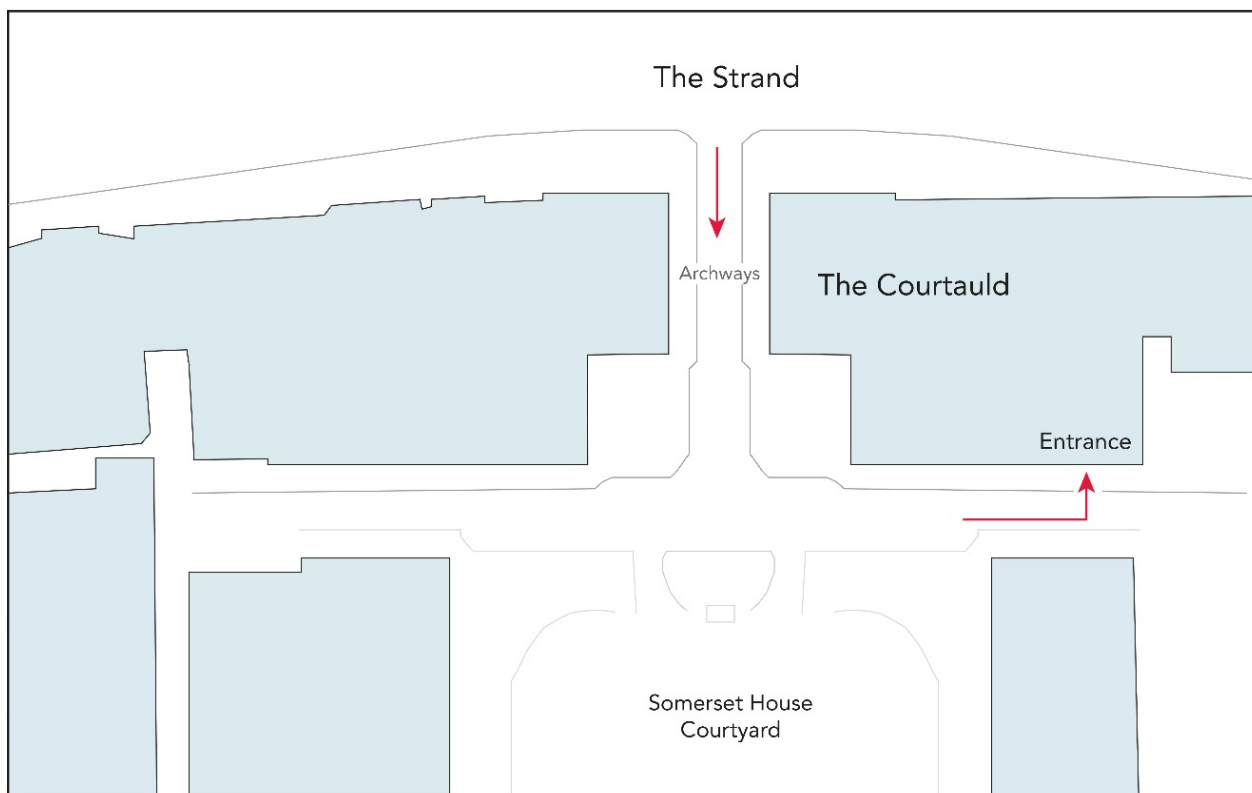 The Strand
Archways
The Courtauld
Entrance
Somerset House
Courtyard